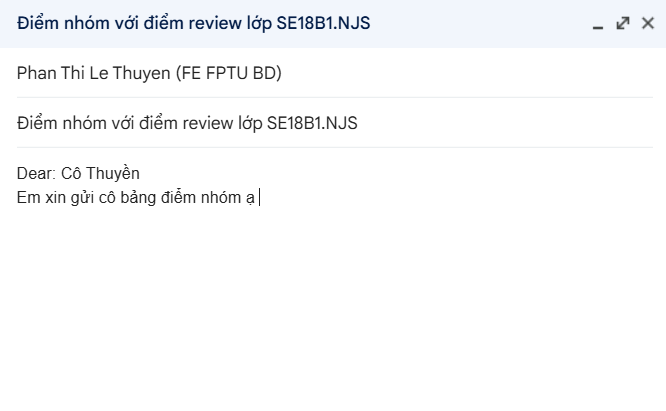 Điểm nhóm với điểm review lớp SE18B1.NJS
Phan Thi Le Thuyen (FE FPTU BD)
Điểm nhóm với điểm review lớp SE18B1.NJS
Dear: Cô Thuyền
Em xin gửi cô bảng điểm nhóm ạ